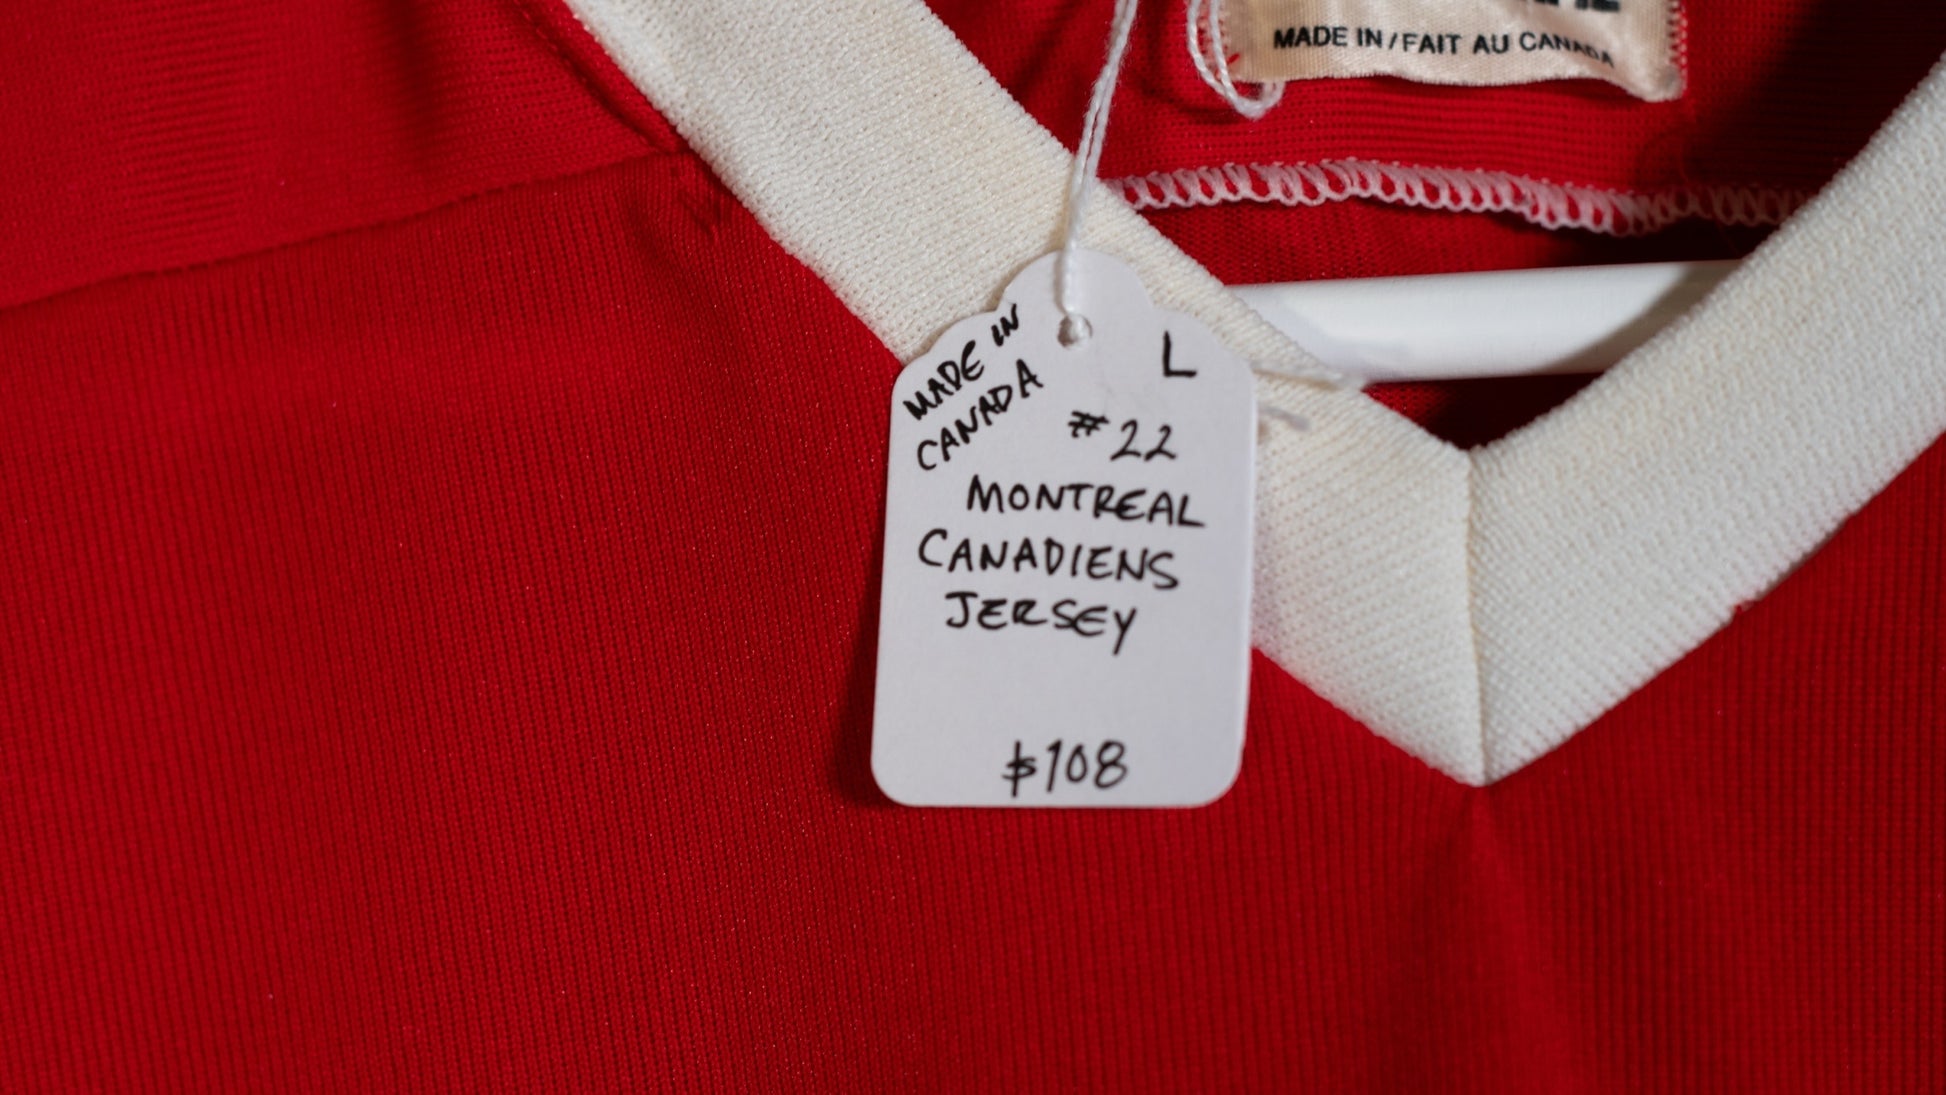 MADE IN/FAIT AU CANADA
MADE IN
CANADA
L
#22
MONTREAL
CANADIENS
JERSEY
$108